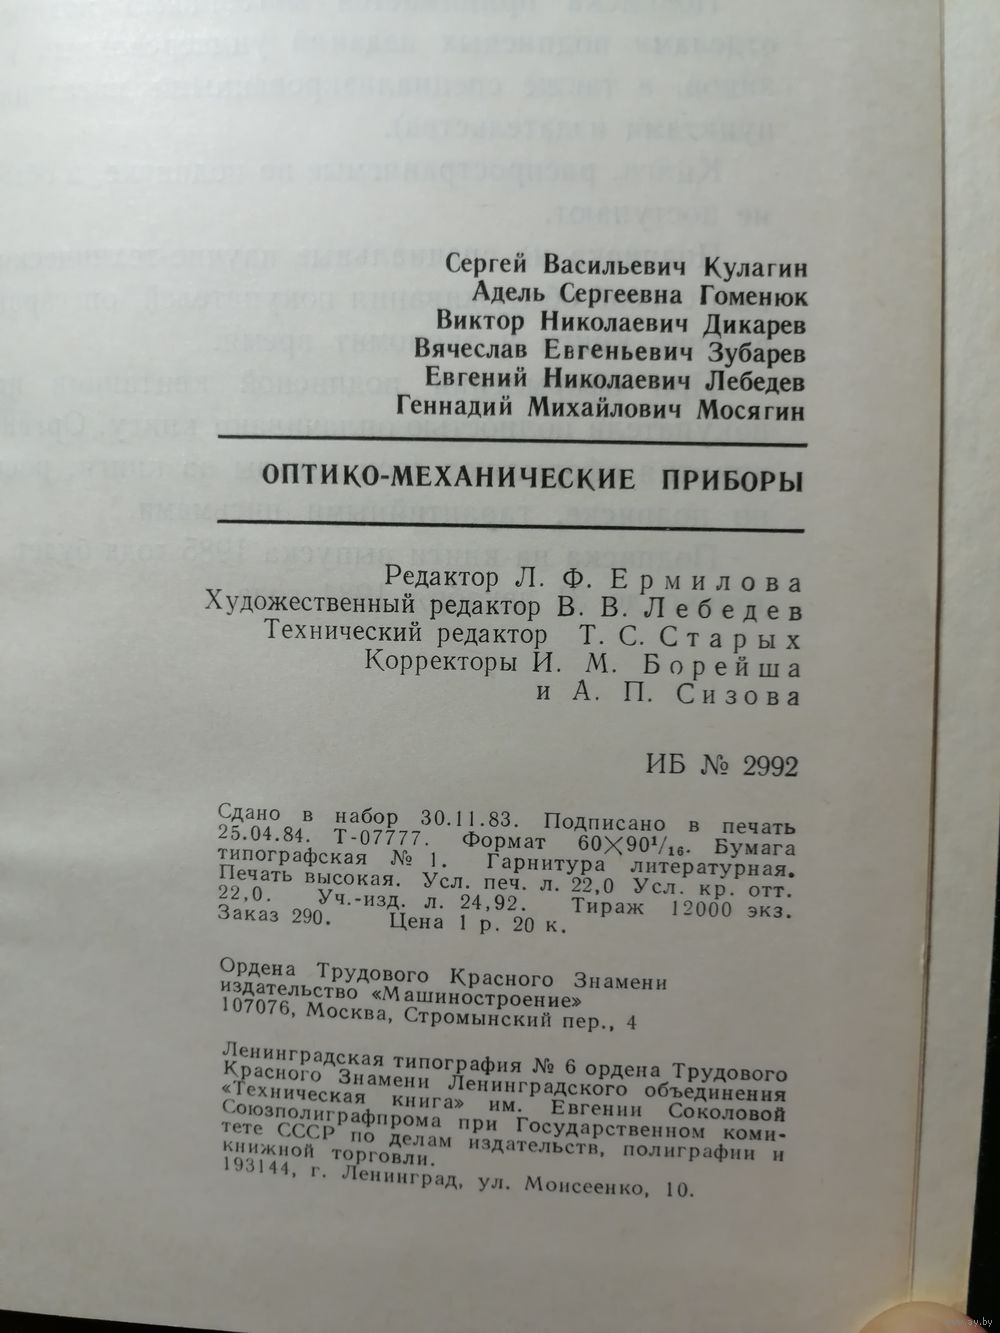 Сергей Васильевич Кулагин
Адель Сергеевна Гоменюк
Виктор Николаевич Дикарев
Вячеслав Евгеньевич Зубарев
Евгений Николаевич Лебедев
Геннадий Михайлович Мосягин
ОПТИКО-МЕХАНИЧЕСКИЕ ПРИБОРЫ
Редактор Л. Ф. Ермилова
Художественный редактор В. В. Лебедев
Технический редактор Т. С. Старых
Корректоры И. М. Борейша
и А. П. Сизова
ИБ № 2992
Сдано в набор 30.11.83. Подписано в печать
25.04.84. Т-07777. Формат 60×90¹/₁₆. Бумага
типографская № 1. Гарнитура литературная.
Печать высокая. Усл. печ. л. 22,0 Усл. кр. отт.
22,0. Уч.-изд. л. 24,92. Тираж 12000 экз.
Заказ 290. Цена 1 р. 20 к.
Ордена Трудового Красного Знамени
издательство «Машиностроение»
107076, Москва, Стромынский пер., 4
Ленинградская типография № 6 ордена Трудового
Красного Знамени Ленинградского объединения
«Техническая книга» им. Евгении Соколовой
Союзполиграфпрома при Государственном коми-
тете СССР по делам издательств, полиграфии и
книжной торговли.
193144, г. Ленинград, ул. Моисеенко, 10.
www.ay.by